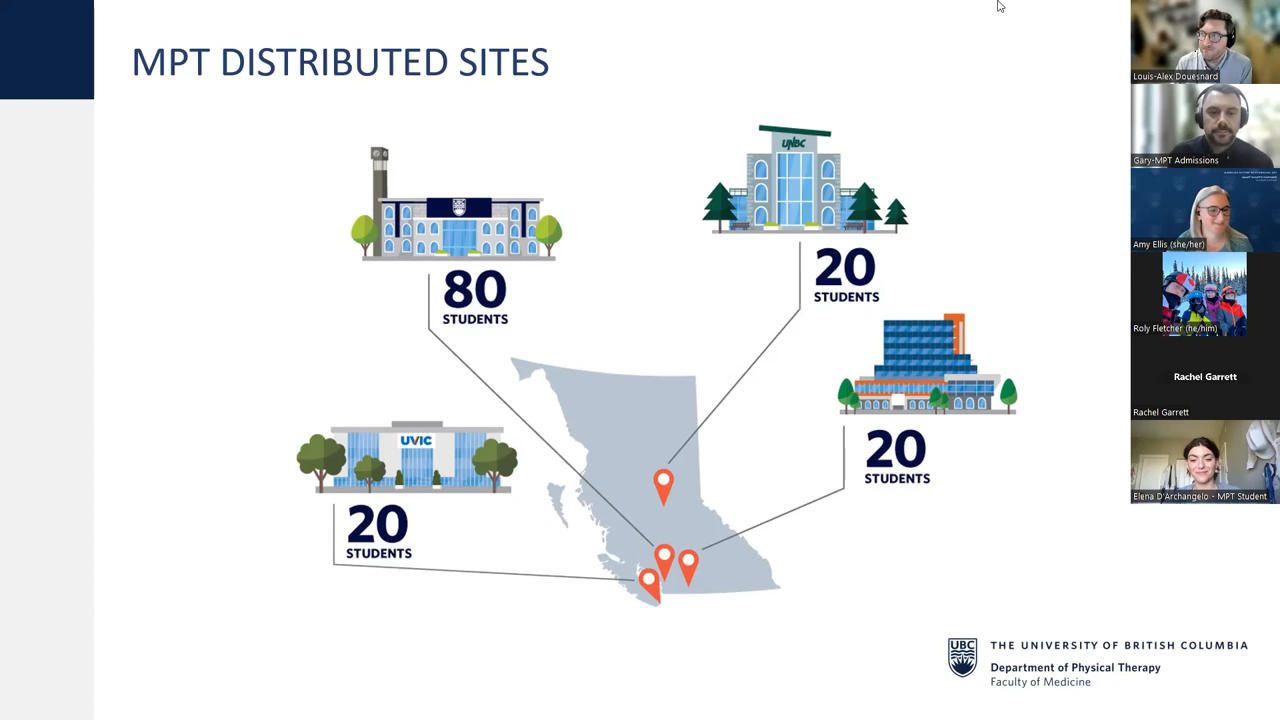 MPT DISTRIBUTED SITES
UBC
80
STUDENTS
UNBC
20
STUDENTS
20
STUDENTS
UVIC
20
STUDENTS
UBC
THE UNIVERSITY OF BRITISH COLUMBIA
Department of Physical Therapy
Faculty of Medicine
Louis-Alex Douesnard
Gary-MPT Admissions
Amy Ellis (she/her)
Roly Fletcher (he/him)
Rachel Garrett
Rachel Garrett
Elena D'Archangelo - MPT Student